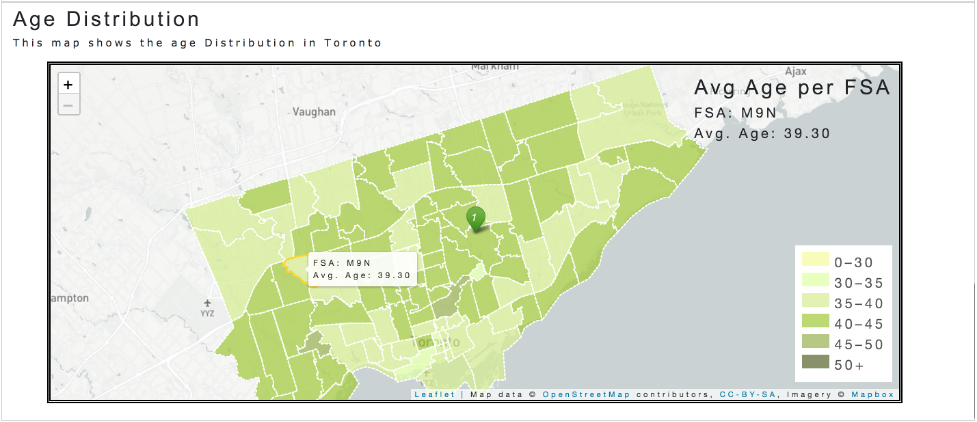 Age Distribution
This map shows the age Distribution in Toronto
+
−
Markham
Ajax
Vaughan
Avg Age per FSA
FSA: M9N
Avg. Age: 39.30
1
FSA: M9N
Avg. Age: 39.30
ampton
YYZ
Toronto
0–30
30–35
35–40
40–45
45–50
50+
Leaflet | Map data © OpenStreetMap contributors, CC-BY-SA, Imagery © Mapbox